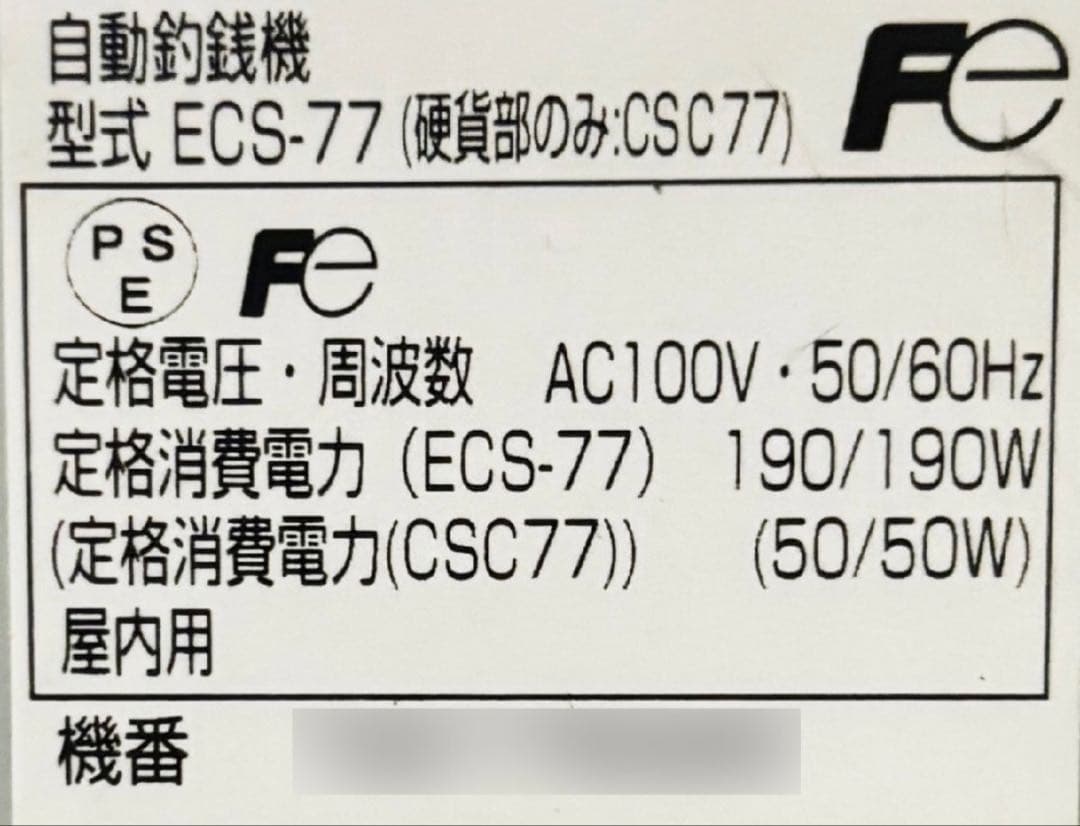 自動釣銭機
型式 ECS-77 (硬貨部のみ:CSC77)
Fe
PSE
Fe
定格電圧・周波数 AC100V・50/60Hz
定格消費電力 (ECS-77) 190/190W
(定格消費電力(CSC77)) (50/50W)
屋内用
機番